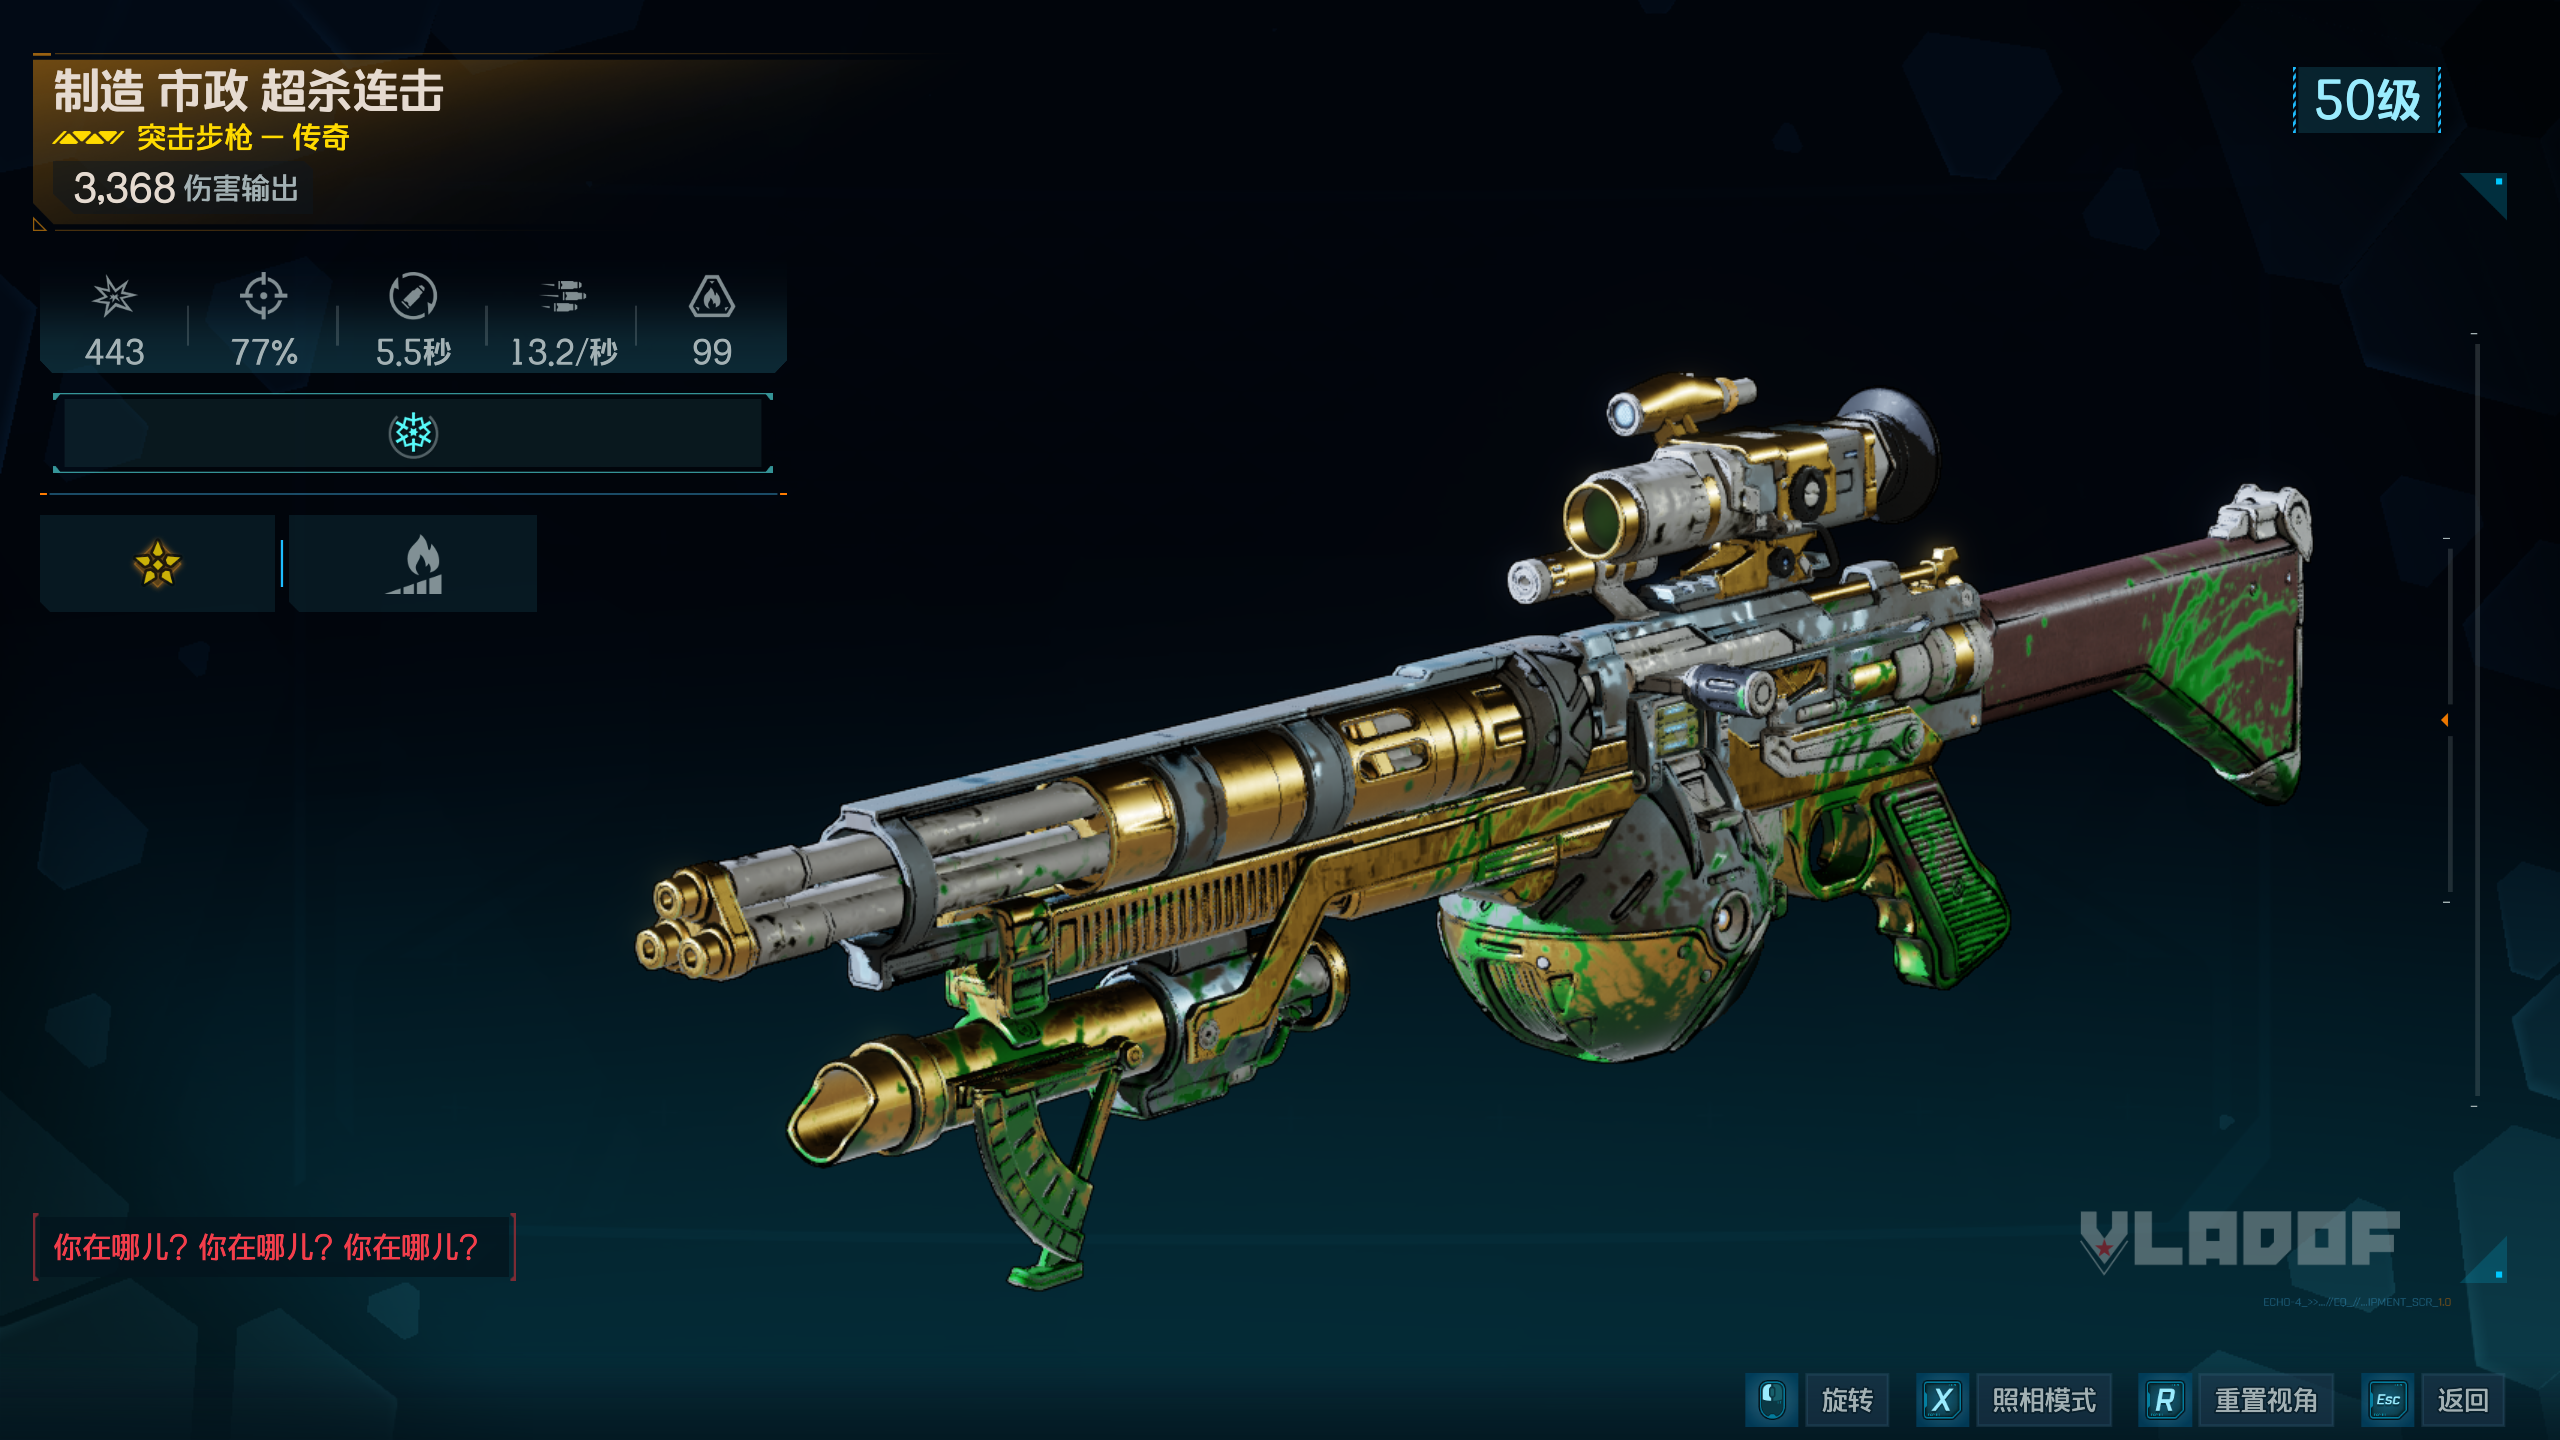 制造 市政 超杀连击
突击步枪 — 传奇
3,368 伤害输出
50级
443 77% 5.5秒 13.2/秒 99
你在哪儿？你在哪儿？你在哪儿？
VLADOF
旋转 X 照相模式 R 重置视角 Esc 返回